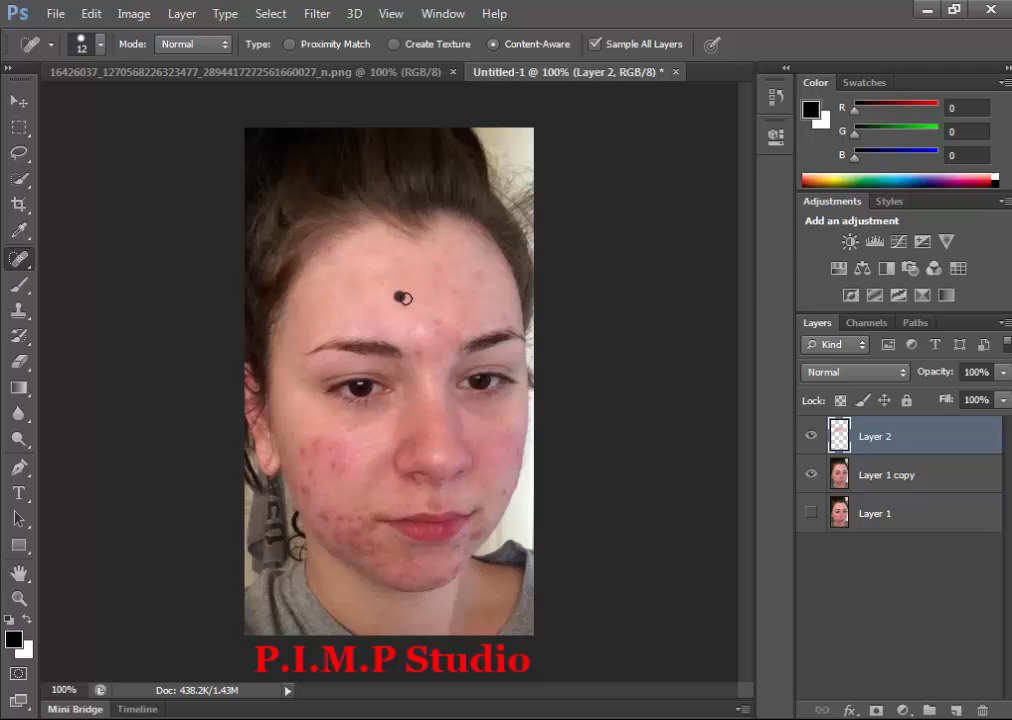 Ps File Edit Image Layer Type Select Filter 3D View Window Help
12 Mode: Normal Type: Proximity Match Create Texture Content-Aware Sample All Layers
16426037_1270568226323477_2894417272561660027_n.png @ 100% (RGB/8) × Untitled-1 @ 100% (Layer 2, RGB/8) * ×
Color Swatches
R 0
G 0
B 0
Adjustments Styles
Add an adjustment
Layers Channels Paths
Kind
Normal Opacity: 100%
Lock: Fill: 100%
Layer 2
Layer 1 copy
Layer 1
P.I.M.P Studio
100% Doc: 438.2K/1.43M
Mini Bridge Timeline